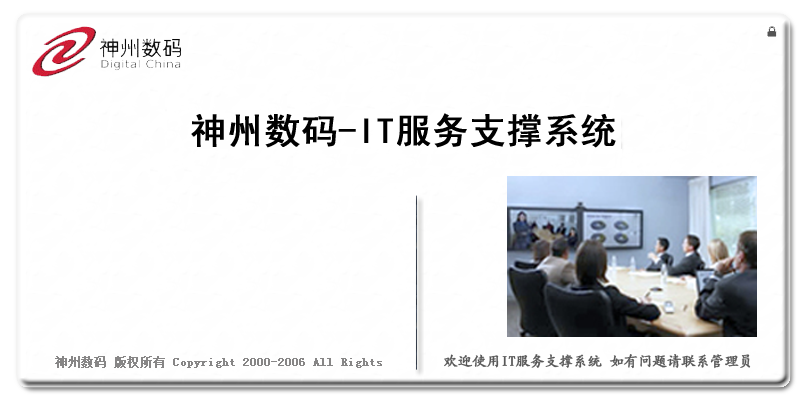 神州数码
Digital China
神州数码-IT服务支撑系统
神州数码 版权所有 Copyright 2000-2006 All Rights
欢迎使用IT服务支撑系统 如有问题请联系管理员